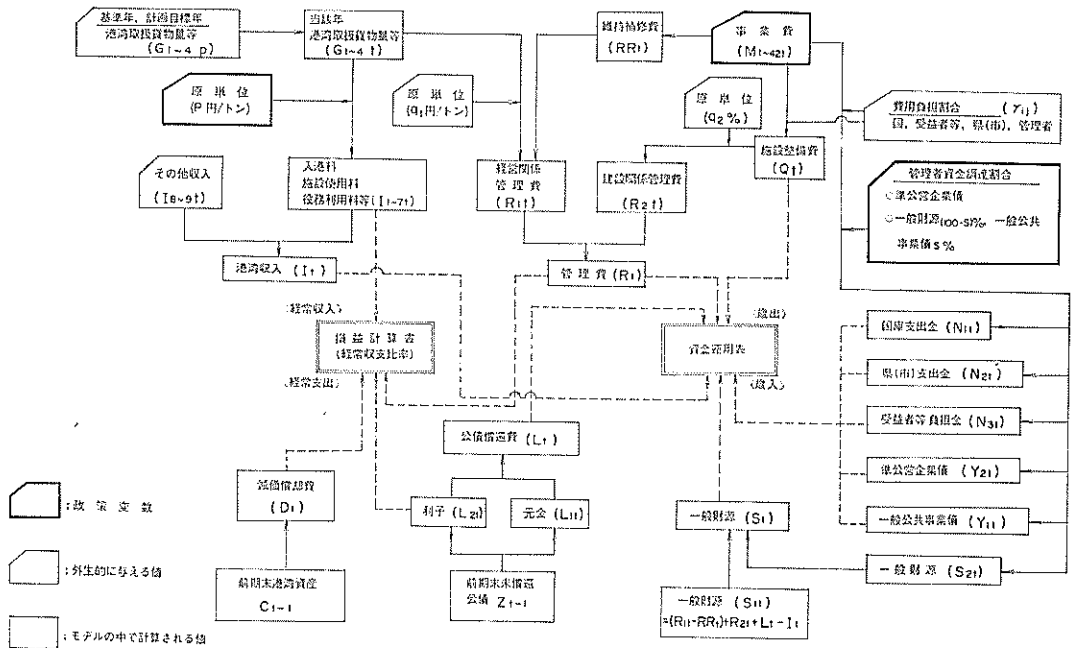 基準年，計画目標年
港湾取扱貨物量等
(G1~4 p)
当該年
港湾取扱貨物量等
(G1~4 t)
維持補修費
(RRt)
事業費
(M1~42t)
原単位
(P円/トン)
原単位
(q1円/トン)
原単位
(q2%)
費用負担割合 (rij)
国，受益者等，県(市)，管理者
その他収入
(I8~9t)
入港料
施設使用料
役務利用料等(I1~7t)
経営関係
管理費
(R1t)
建設関係管理費
(R2t)
施設整備費
(Qt)
管理者資金調達割合
○準公営企業債
○一般財源(100-S)%，一般公共
事業債S%
港湾収入 (It)
管理費(Rt)
〈経常収入〉
〈歳出〉
損益計算書
(経常収支比率)
資金運用表
〈経常支出〉
〈歳入〉
国庫支出金 (N1t)
県(市)支出金 (N2t)
受益者等負担金 (N3t)
準公営企業債 (Y2t)
一般公共事業債 (Y1t)
一般財源 (S2t)
公債償還費 (Lt)
減価償却費
(Dt)
利子 (L2t)
元金 (L1t)
一般財源 (St)
前期末港湾資産
Ct-1
前期末未償還
公債 Zt-1
一般財源 (S1t)
=(R1t-RRt)+R2t+Lt-It
:政策変数
:外生的に与える値
:モデルの中で計算される値